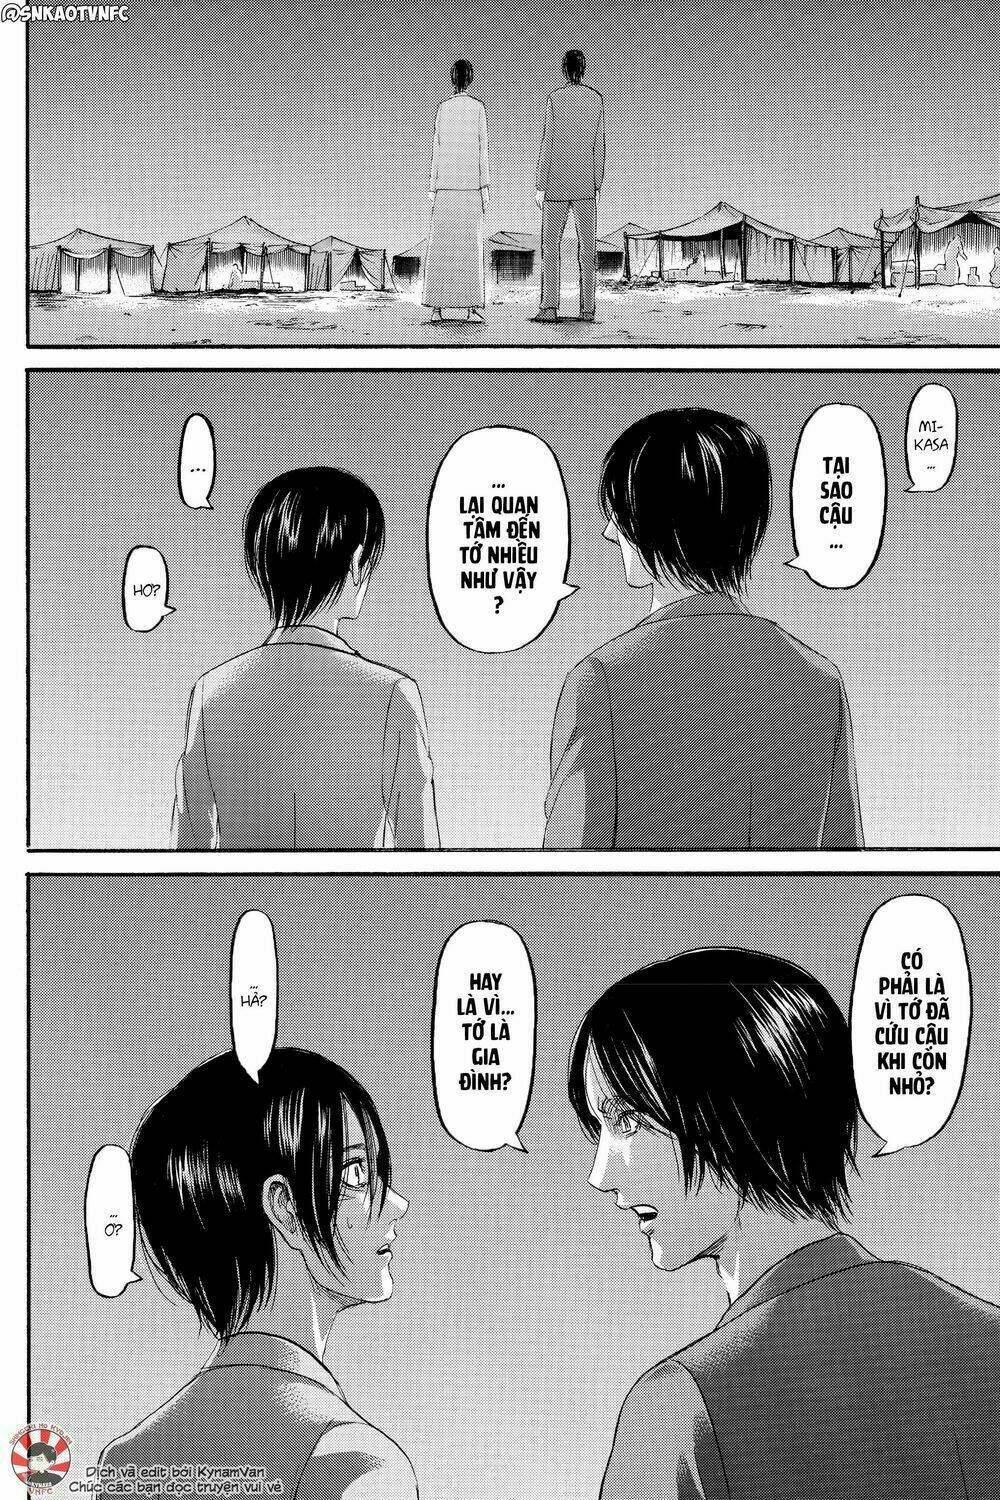 @SNKAOTVNFC
MI-
KASA
...
TẠI
SAO
CẬU
...
...
LẠI QUAN
TÂM ĐẾN
TỚ NHIỀU
NHƯ VẬY
?
...
HƠ?
CÓ
PHẢI LÀ
VÌ TỚ ĐÃ
CỨU CẬU
KHI CÒN
NHỎ?
HAY
LÀ VÌ...
TỚ LÀ
GIA
ĐÌNH?
...
HẢ?
...
Ơ?
VNFC
Dịch và edit bởi KynamVan
Chúc các bạn đọc truyện vui vẻ